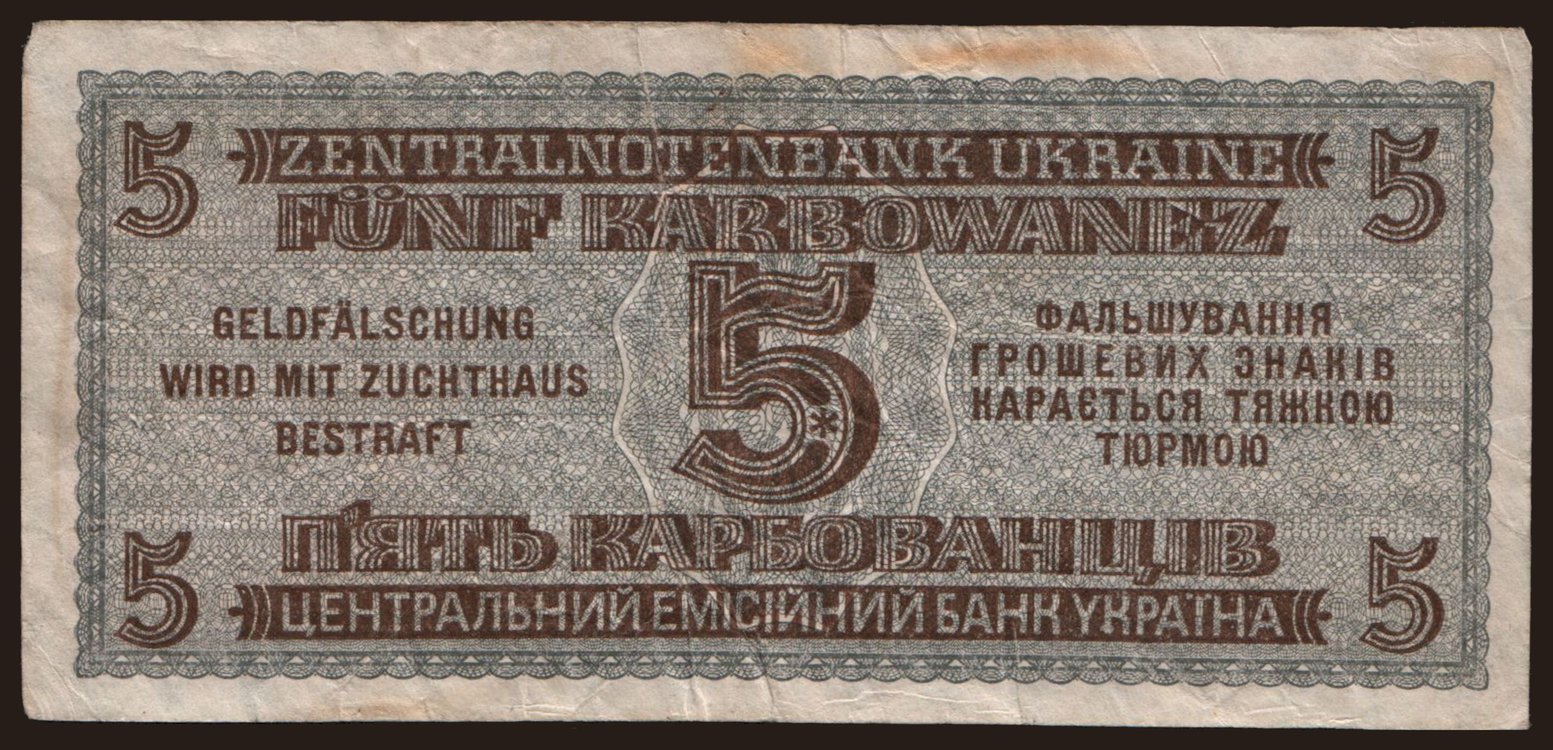 5 ZENTRALNOTENBANK UKRAINE 5
FÜNF KARBOWANEZ
GELDFÄLSCHUNG
WIRD MIT ZUCHTHAUS
BESTRAFT
5
*
ФАЛЬШУВАННЯ
ГРОШЕВИХ ЗНАКІВ
КАРАЄТЬСЯ ТЯЖКОЮ
ТЮРМОЮ
5 П'ЯТЬ КАРБОВАНЦІВ 5
ЦЕНТРАЛЬНИЙ ЕМІСІЙНИЙ БАНК УКРАЇНА